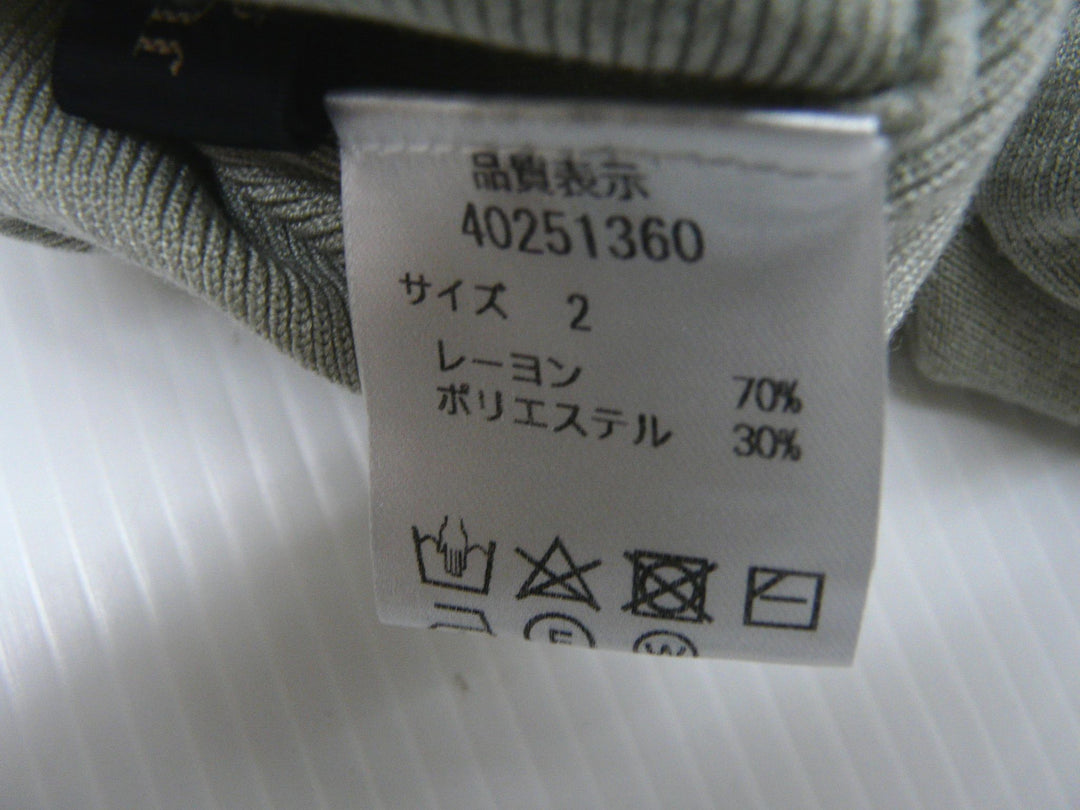 品質表示
40251360
サイズ 2
レーヨン 70%
ポリエステル 30%